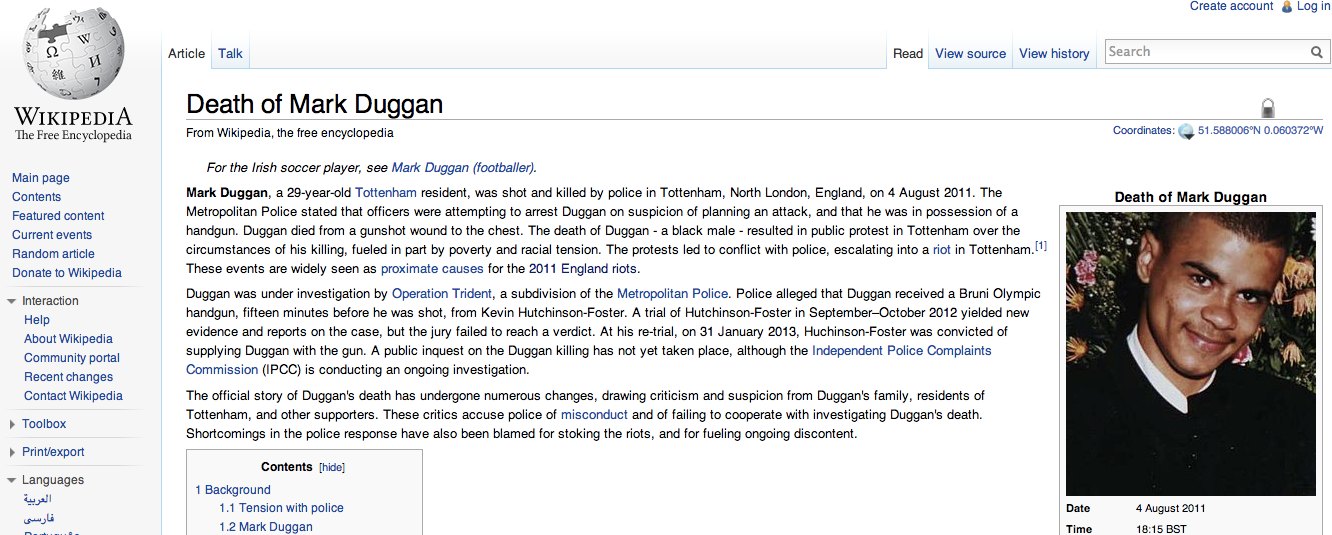 Create account Log in
Article Talk Read View source View history Search
WIKIPEDIA
The Free Encyclopedia
Main page
Contents
Featured content
Current events
Random article
Donate to Wikipedia
Interaction
Help
About Wikipedia
Community portal
Recent changes
Contact Wikipedia
Toolbox
Print/export
Languages
العربية
فارسی
Death of Mark Duggan
From Wikipedia, the free encyclopedia
Coordinates: 51.588006°N 0.060372°W
For the Irish soccer player, see Mark Duggan (footballer).
Mark Duggan, a 29-year-old Tottenham resident, was shot and killed by police in Tottenham, North London, England, on 4 August 2011. The
Metropolitan Police stated that officers were attempting to arrest Duggan on suspicion of planning an attack, and that he was in possession of a
handgun. Duggan died from a gunshot wound to the chest. The death of Duggan - a black male - resulted in public protest in Tottenham over the
circumstances of his killing, fueled in part by poverty and racial tension. The protests led to conflict with police, escalating into a riot in Tottenham.[1]
These events are widely seen as proximate causes for the 2011 England riots.
Duggan was under investigation by Operation Trident, a subdivision of the Metropolitan Police. Police alleged that Duggan received a Bruni Olympic
handgun, fifteen minutes before he was shot, from Kevin Hutchinson-Foster. A trial of Hutchinson-Foster in September–October 2012 yielded new
evidence and reports on the case, but the jury failed to reach a verdict. At his re-trial, on 31 January 2013, Huchinson-Foster was convicted of
supplying Duggan with the gun. A public inquest on the Duggan killing has not yet taken place, although the Independent Police Complaints
Commission (IPCC) is conducting an ongoing investigation.
The official story of Duggan's death has undergone numerous changes, drawing criticism and suspicion from Duggan's family, residents of
Tottenham, and other supporters. These critics accuse police of misconduct and of failing to cooperate with investigating Duggan's death.
Shortcomings in the police response have also been blamed for stoking the riots, and for fueling ongoing discontent.
Contents [hide]
1 Background
1.1 Tension with police
1.2 Mark Duggan
Death of Mark Duggan
Date 4 August 2011
Time 18:15 BST